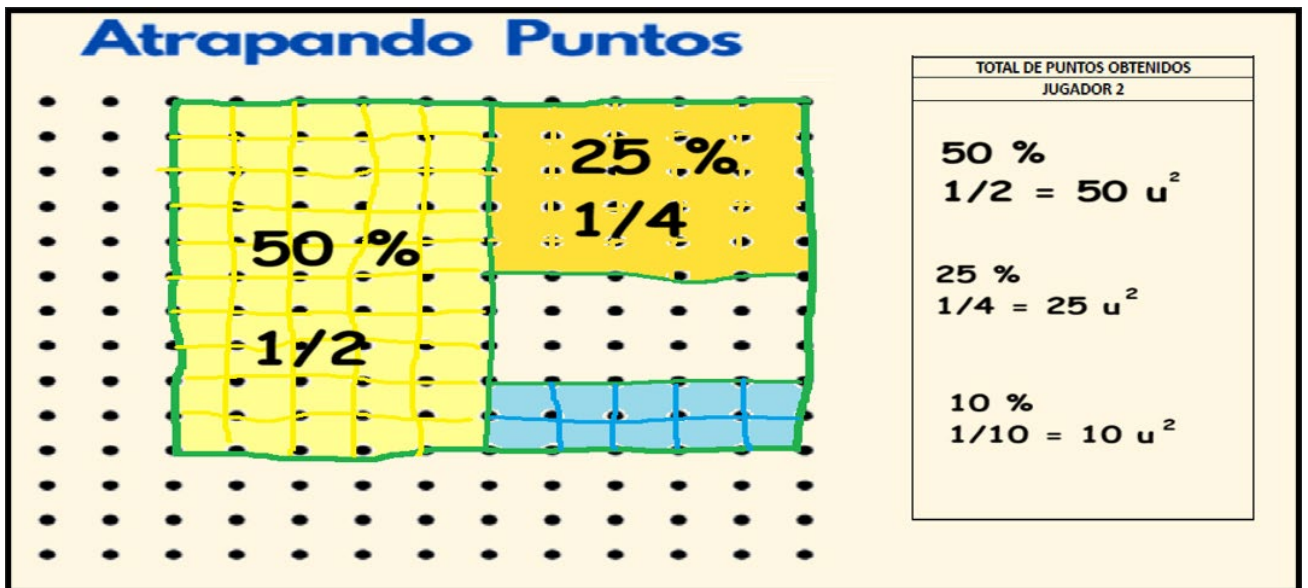 Atrapando Puntos
50 %
1/2
25 %
1/4
TOTAL DE PUNTOS OBTENIDOS
JUGADOR 2
50 %
1/2 = 50 u²
25 %
1/4 = 25 u²
10 %
1/10 = 10 u²